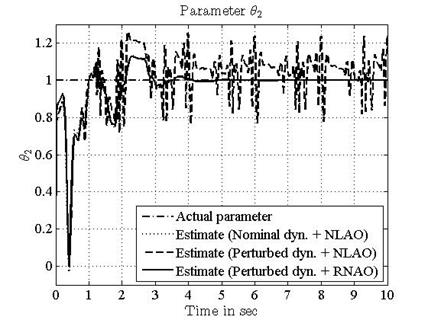 Parameter θ₂
1.2
1
0.8
0.6
0.4
0.2
0
θ₂
Actual parameter
Estimate (Nominal dyn. + NLAO)
Estimate (Perturbed dyn. + NLAO)
Estimate (Perturbed dyn. + RNAO)
0 1 2 3 4 5 6 7 8 9 10
Time in sec